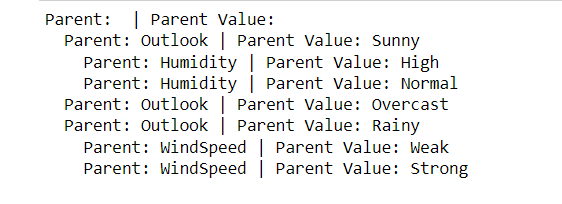 Parent:  | Parent Value:
Parent: Outlook | Parent Value: Sunny
Parent: Humidity | Parent Value: High
Parent: Humidity | Parent Value: Normal
Parent: Outlook | Parent Value: Overcast
Parent: Outlook | Parent Value: Rainy
Parent: WindSpeed | Parent Value: Weak
Parent: WindSpeed | Parent Value: Strong